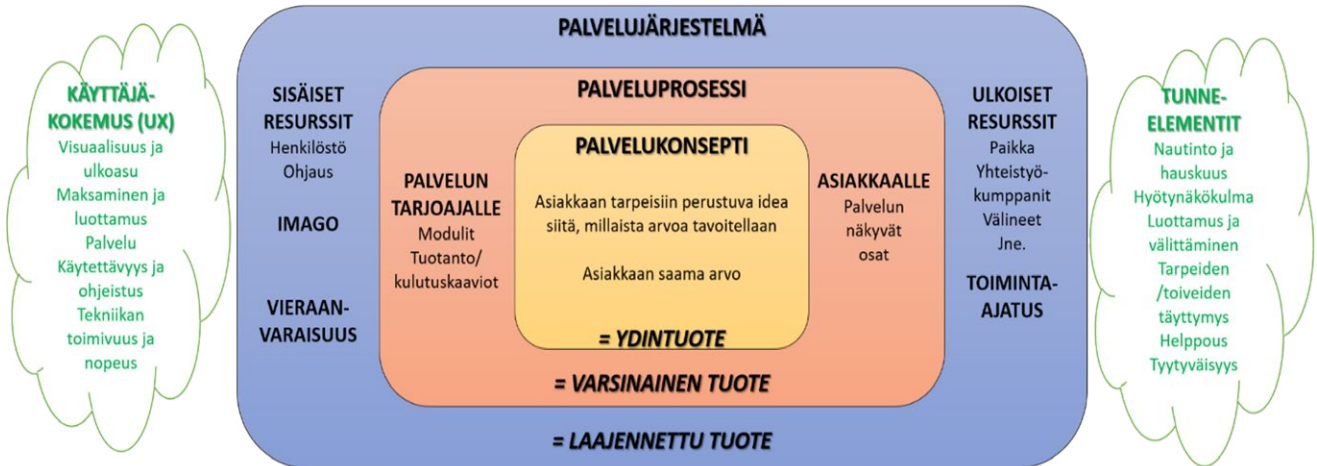 PALVELUJÄRJESTELMÄ
KÄYTTÄJÄ-
KOKEMUS (UX)
Visuaalisuus ja
ulkoasu
Maksaminen ja
luottamus
Palvelu
Käytettävyys ja
ohjeistus
Tekniikan
toimivuus ja
nopeus
SISÄISET
RESURSSIT
Henkilöstö
Ohjaus
IMAGO
VIERAAN-
VARAISUUS
PALVELUPROSESSI
PALVELUN
TARJOAJALLE
Modulit
Tuotanto/
kulutuskaaviot
PALVELUKONSEPTI
Asiakkaan tarpeisiin perustuva idea
siitä, millaista arvoa tavoitellaan
Asiakkaan saama arvo
= YDINTUOTE
ASIAKKAALLE
Palvelun
näkyvät
osat
= VARSINAINEN TUOTE
ULKOISET
RESURSSIT
Paikka
Yhteistyö-
kumppanit
Välineet
Jne.
TOIMINTA-
AJATUS
= LAAJENNETTU TUOTE
TUNNE-
ELEMENTIT
Nautinto ja
hauskuus
Hyötynäkökulma
Luottamus ja
välittäminen
Tarpeiden
/toiveiden
täyttymys
Helppous
Tyytyväisyys